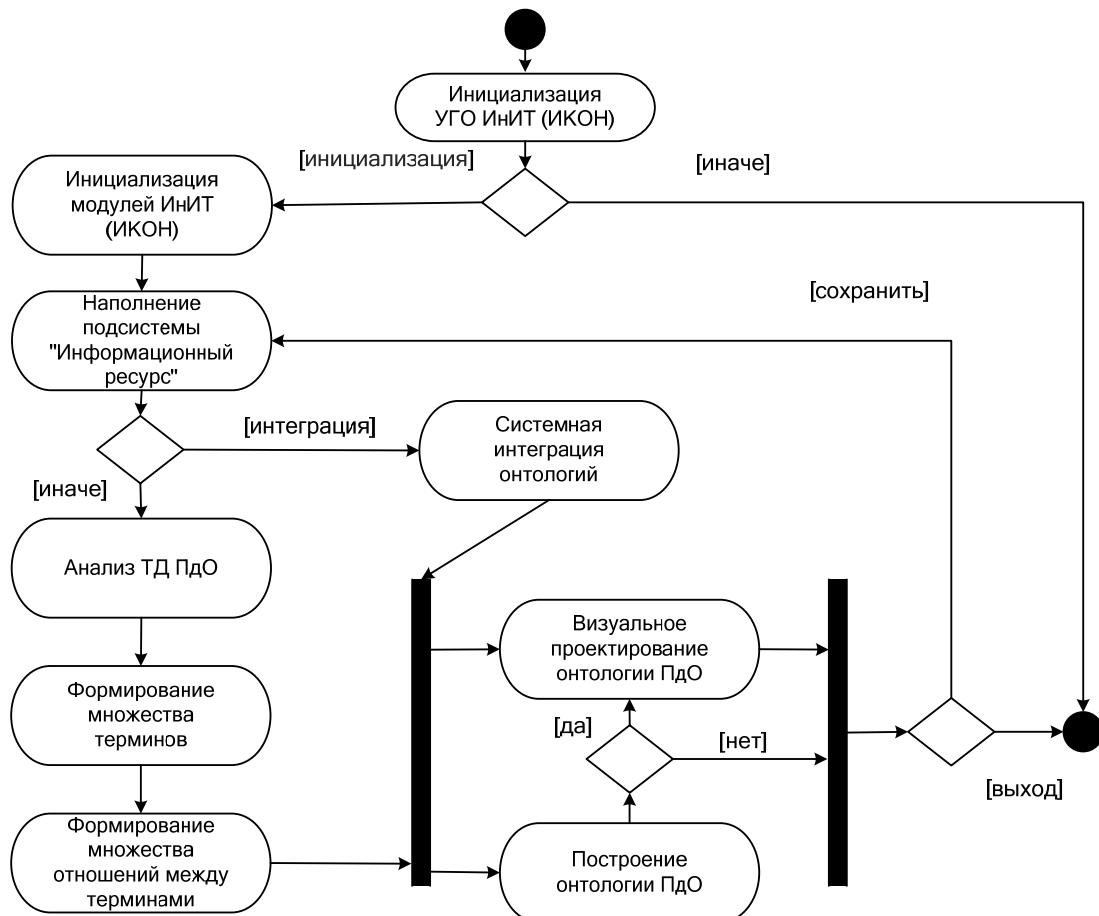 Инициализация
УГО ИнИТ (ИКОН)
[инициализация]
[иначе]
Инициализация
модулей ИнИТ
(ИКОН)
[сохранить]
Наполнение
подсистемы
"Информационный
ресурс"
[интеграция]
Системная
интеграция
онтологий
[иначе]
Анализ ТД ПдО
Визуальное
проектирование
онтологии ПдО
Формирование
множества
терминов
[да]
[нет]
[выход]
Формирование
множества
отношений между
терминами
Построение
онтологии ПдО